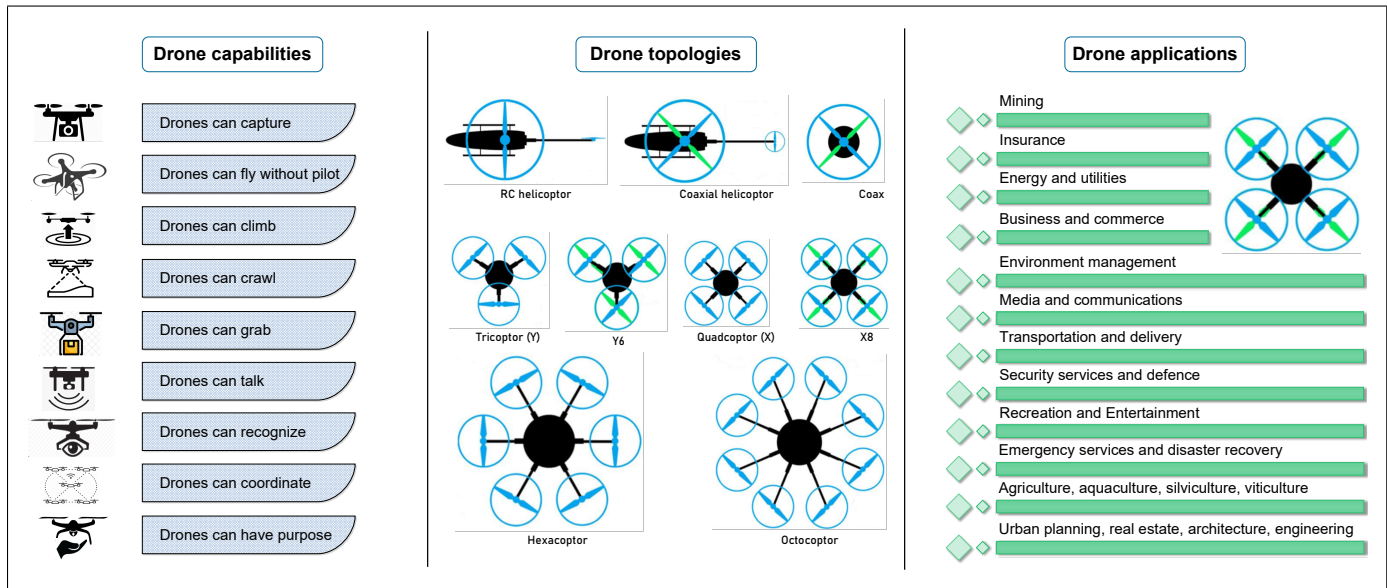 Drone capabilities
Drones can capture
Drones can fly without pilot
Drones can climb
Drones can crawl
Drones can grab
Drones can talk
Drones can recognize
Drones can coordinate
Drones can have purpose
Drone topologies
RC helicoptor
Coaxial helicoptor
Coax
Tricoptor (Y)
Y6
Quadcoptor (X)
X8
Hexacoptor
Octocoptor
Drone applications
Mining
Insurance
Energy and utilities
Business and commerce
Environment management
Media and communications
Transportation and delivery
Security services and defence
Recreation and Entertainment
Emergency services and disaster recovery
Agriculture, aquaculture, silviculture, viticulture
Urban planning, real estate, architecture, engineering